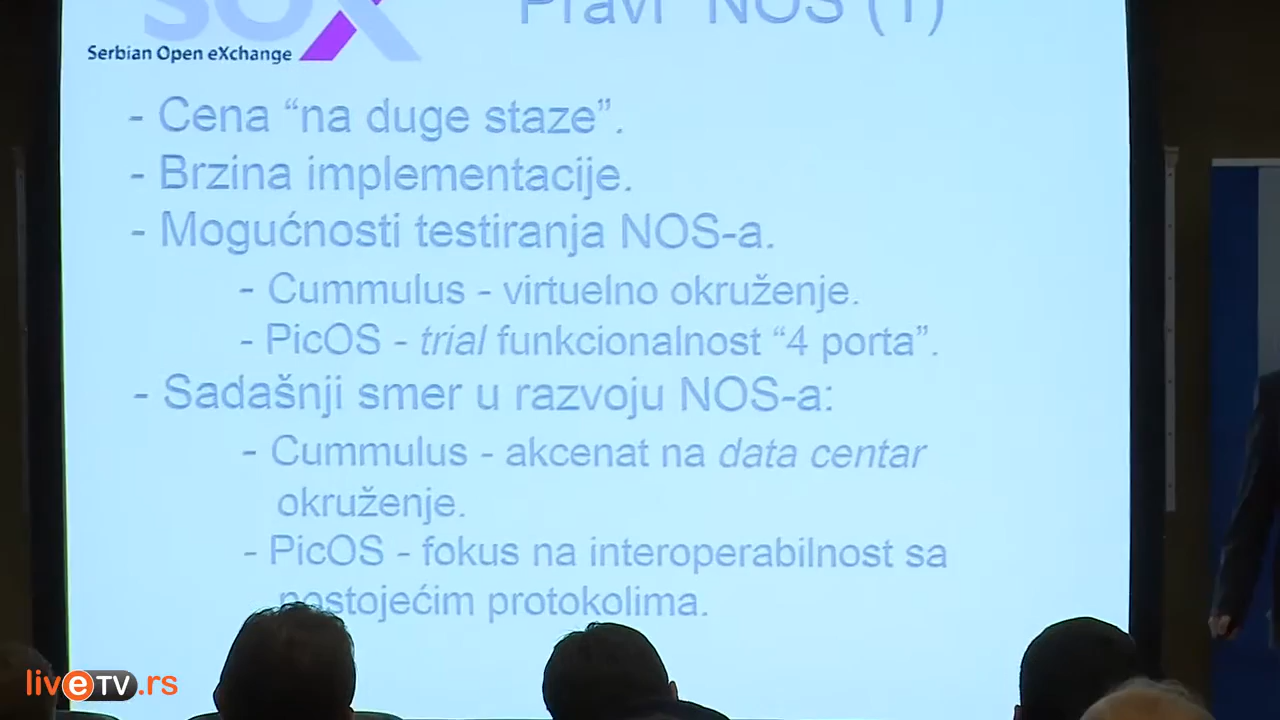 SOX
Pravi "NOS (1)
Serbian Open eXchange
- Cena “na duge staze”.
- Brzina implementacije.
- Mogućnosti testiranja NOS-a.
- Cummulus - virtuelno okruženje.
- PicOS - trial funkcionalnost “4 porta”.
- Sadašnji smer u razvoju NOS-a:
- Cummulus - akcenat na data centar
okruženje.
- PicOS - fokus na interoperabilnost sa
postojećim protokolima.
liveTV.rs